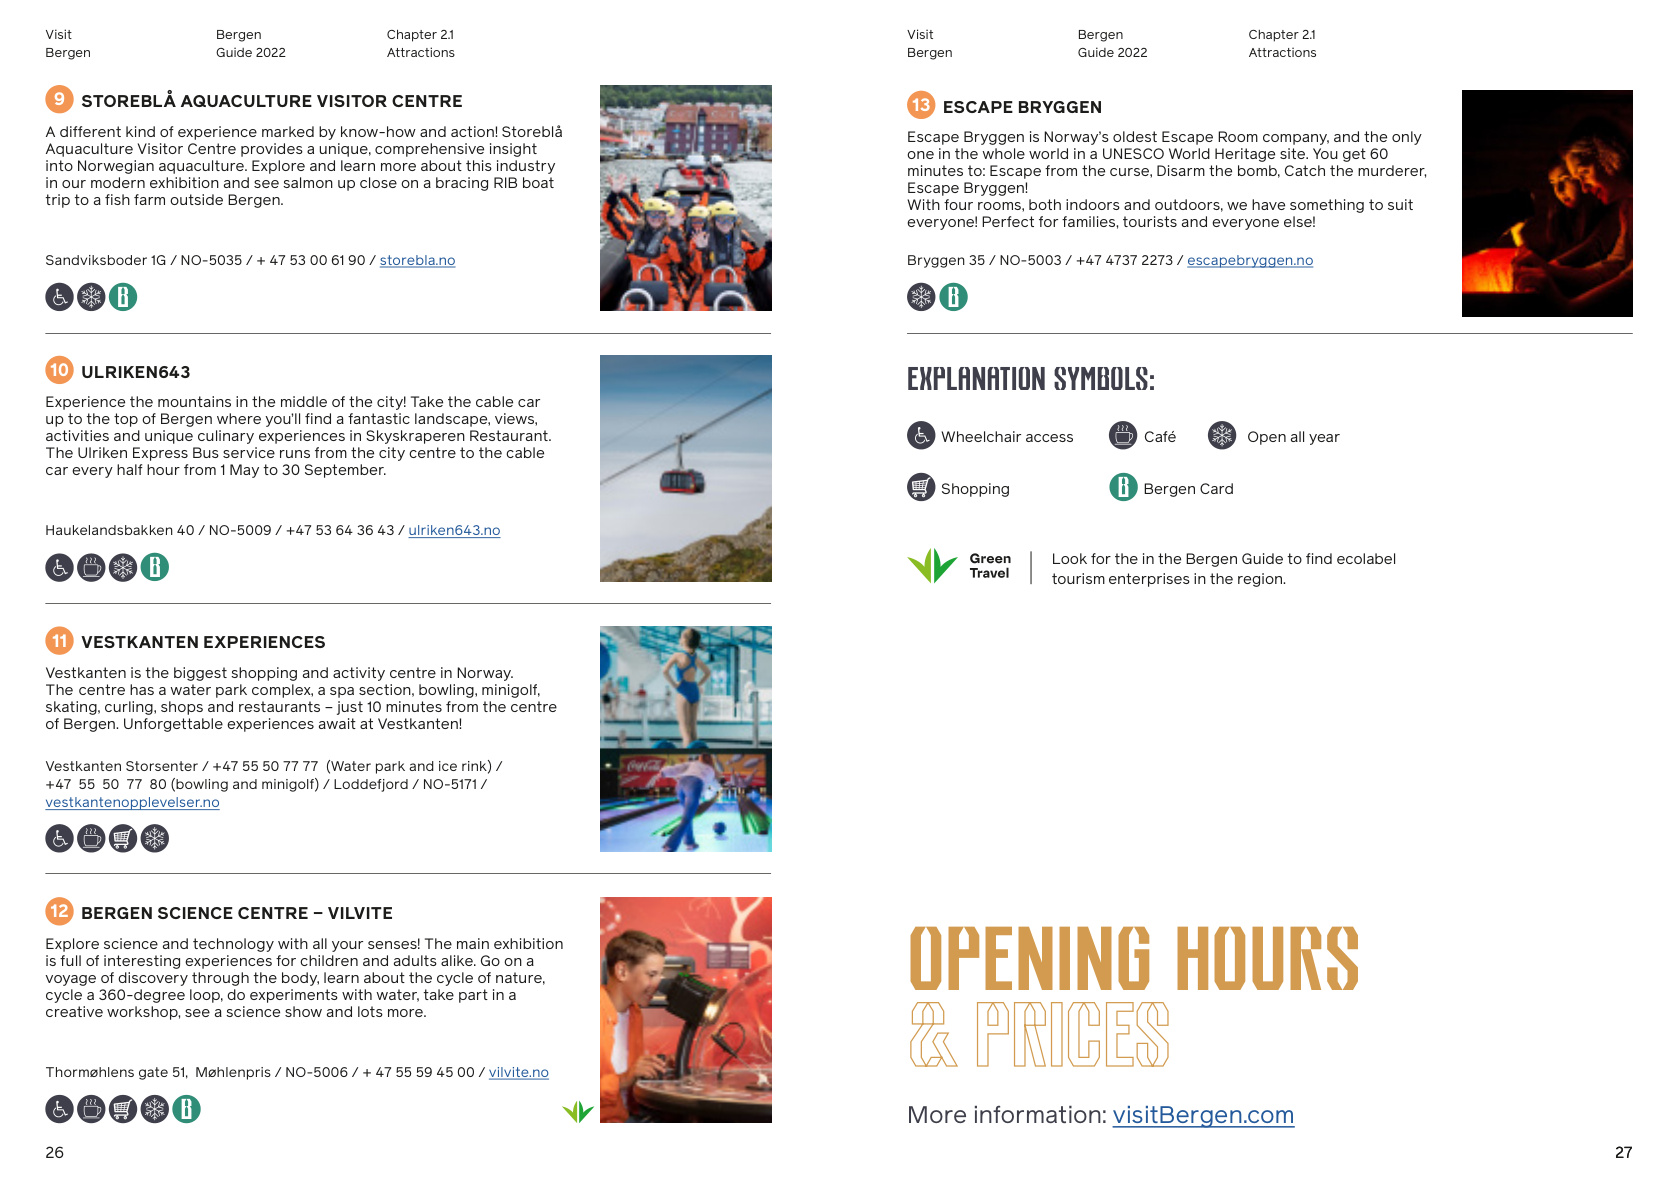 Visit
Bergen
Bergen
Guide 2022
Chapter 2.1
Attractions
9 STOREBLÅ AQUACULTURE VISITOR CENTRE
A different kind of experience marked by know-how and action! Storeblå
Aquaculture Visitor Centre provides a unique, comprehensive insight
into Norwegian aquaculture. Explore and learn more about this industry
in our modern exhibition and see salmon up close on a bracing RIB boat
trip to a fish farm outside Bergen.
Sandviksboder 1G / NO-5035 / + 47 53 00 61 90 / storebla.no
B
10 ULRIKEN643
Experience the mountains in the middle of the city! Take the cable car
up to the top of Bergen where you'll find a fantastic landscape, views,
activities and unique culinary experiences in Skyskraperen Restaurant.
The Ulriken Express Bus service runs from the city centre to the cable
car every half hour from 1 May to 30 September.
Haukelandsbakken 40 / NO-5009 / +47 53 64 36 43 / ulriken643.no
B
11 VESTKANTEN EXPERIENCES
Vestkanten is the biggest shopping and activity centre in Norway.
The centre has a water park complex, a spa section, bowling, minigolf,
skating, curling, shops and restaurants – just 10 minutes from the centre
of Bergen. Unforgettable experiences await at Vestkanten!
Vestkanten Storsenter / +47 55 50 77 77 (Water park and ice rink) /
+47 55 50 77 80 (bowling and minigolf) / Loddefjord / NO-5171 /
vestkantenopplevelser.no
Coca-Cola
12 BERGEN SCIENCE CENTRE – VILVITE
Explore science and technology with all your senses! The main exhibition
is full of interesting experiences for children and adults alike. Go on a
voyage of discovery through the body, learn about the cycle of nature,
cycle a 360-degree loop, do experiments with water, take part in a
creative workshop, see a science show and lots more.
Thormøhlens gate 51, Møhlenpris / NO-5006 / + 47 55 59 45 00 / vilvite.no
B
26
Visit
Bergen
Bergen
Guide 2022
Chapter 2.1
Attractions
13 ESCAPE BRYGGEN
Escape Bryggen is Norway's oldest Escape Room company, and the only
one in the whole world in a UNESCO World Heritage site. You get 60
minutes to: Escape from the curse, Disarm the bomb, Catch the murderer,
Escape Bryggen!
With four rooms, both indoors and outdoors, we have something to suit
everyone! Perfect for families, tourists and everyone else!
Bryggen 35 / NO-5003 / +47 4737 2273 / escapebryggen.no
B
EXPLANATION SYMBOLS:
Wheelchair access
Café
Open all year
Shopping
B Bergen Card
Green
Travel
Look for the in the Bergen Guide to find ecolabel
tourism enterprises in the region.
OPENING HOURS
& PRICES
More information: visitBergen.com
27